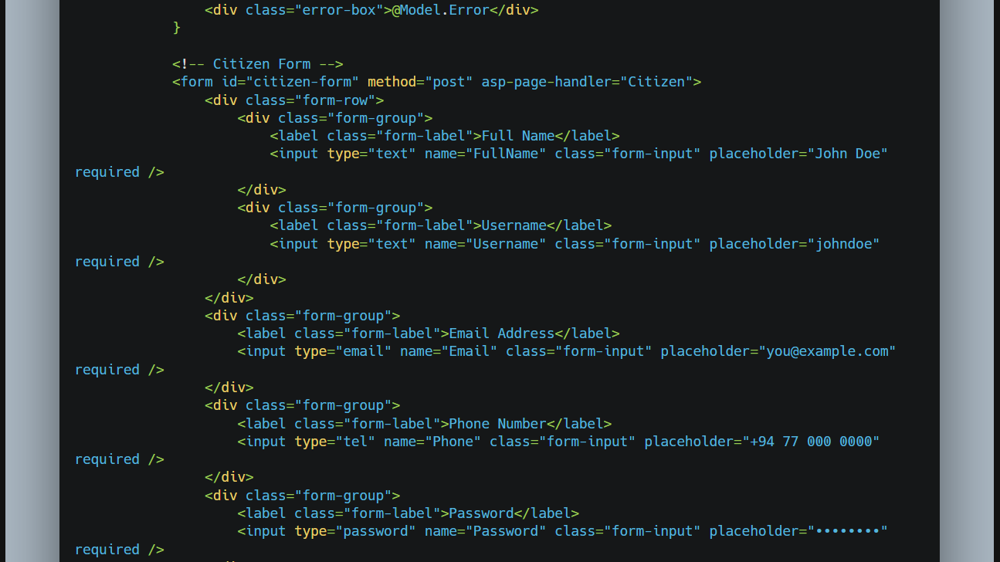 <div class="error-box">@Model.Error</div>
}
<!-- Citizen Form -->
<form id="citizen-form" method="post" asp-page-handler="Citizen">
<div class="form-row">
<div class="form-group">
<label class="form-label">Full Name</label>
<input type="text" name="FullName" class="form-input" placeholder="John Doe"
required />
</div>
<div class="form-group">
<label class="form-label">Username</label>
<input type="text" name="Username" class="form-input" placeholder="johndoe"
required />
</div>
</div>
<div class="form-group">
<label class="form-label">Email Address</label>
<input type="email" name="Email" class="form-input" placeholder="you@example.com"
required />
</div>
<div class="form-group">
<label class="form-label">Phone Number</label>
<input type="tel" name="Phone" class="form-input" placeholder="+94 77 000 0000"
required />
</div>
<div class="form-group">
<label class="form-label">Password</label>
<input type="password" name="Password" class="form-input" placeholder="••••••••"
required />